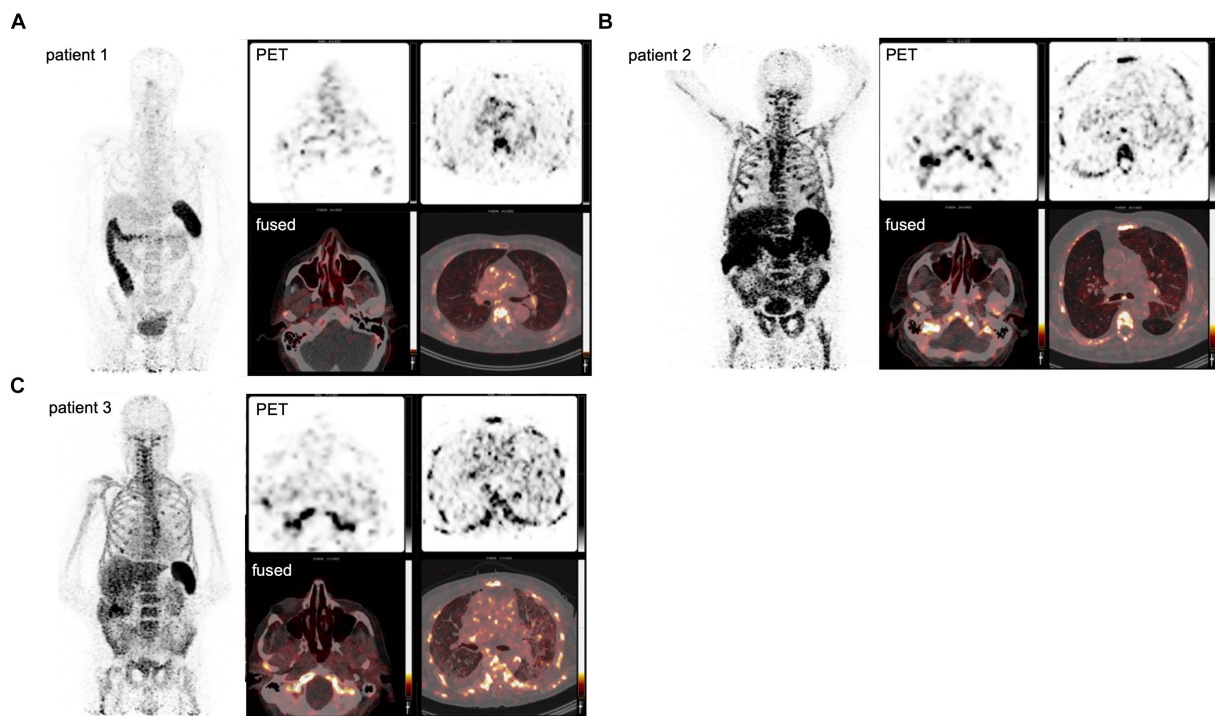 A
patient 1
PET
fused
B
patient 2
PET
fused
C
patient 3
PET
fused